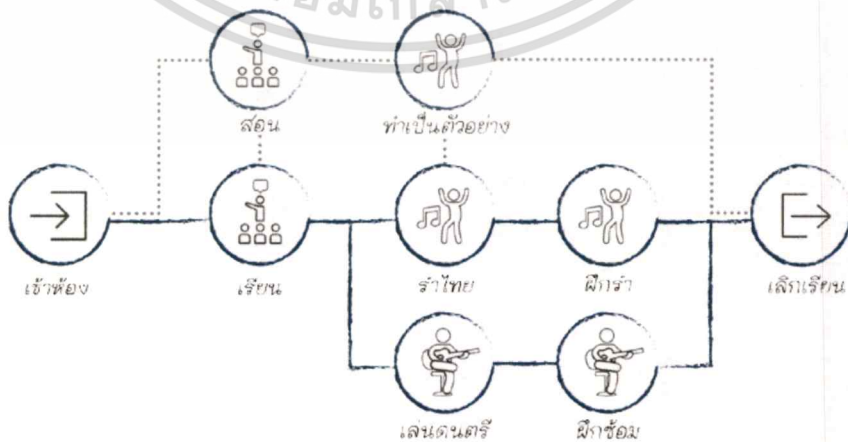 สอน
ทำเป็นตัวอย่าง
เข้าห้อง
เรียน
รำไทย
ฝึกรำ
เลิกเรียน
เล่นดนตรี
ฝึกซ้อม